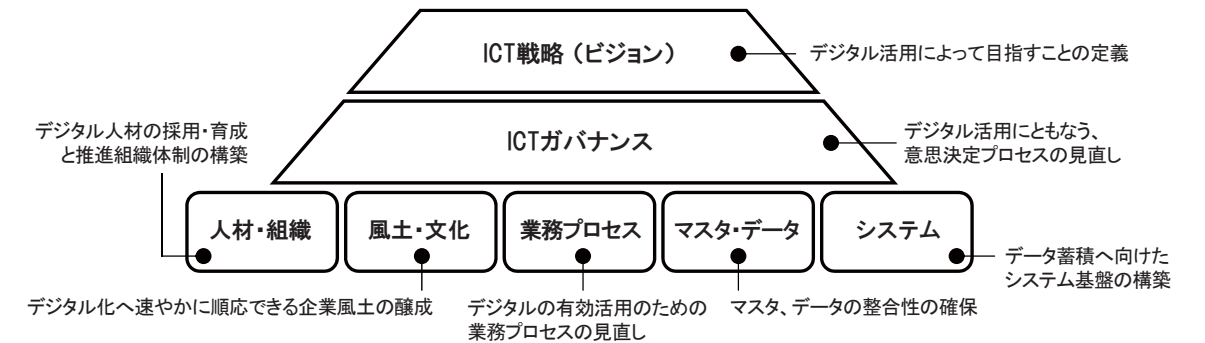 ICT戦略（ビジョン）
デジタル活用によって目指すことの定義
デジタル人材の採用・育成
と推進組織体制の構築
ICTガバナンス
デジタル活用にともなう、
意思決定プロセスの見直し
人材・組織
風土・文化
業務プロセス
マスタ・データ
システム
データ蓄積へ向けた
システム基盤の構築
デジタル化へ速やかに順応できる企業風土の醸成
デジタルの有効活用のための
業務プロセスの見直し
マスタ、データの整合性の確保